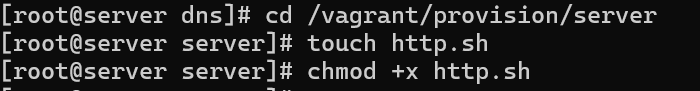 [root@server dns]# cd /vagrant/provision/server
[root@server server]# touch http.sh
[root@server server]# chmod +x http.sh